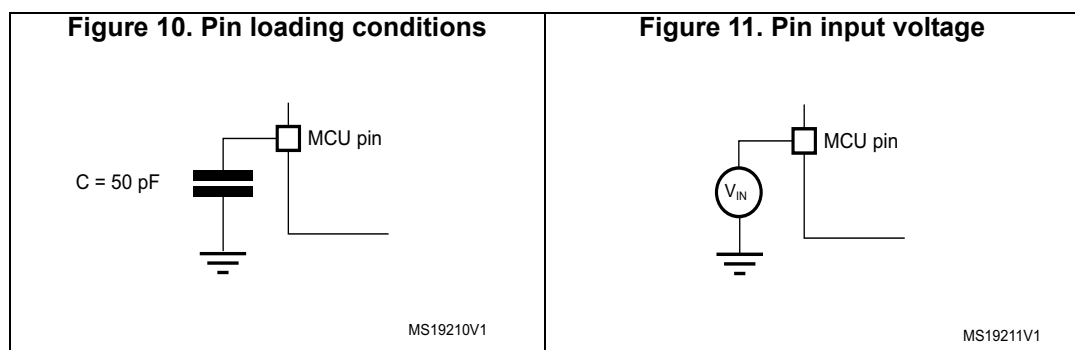 Figure 10. Pin loading conditions
Figure 11. Pin input voltage
MCU pin
C = 50 pF
MS19210V1
MCU pin
VIN
MS19211V1